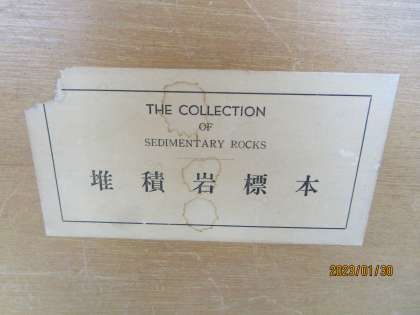 THE COLLECTION
OF
SEDIMENTARY ROCKS
堆積岩標本
2023/01/30